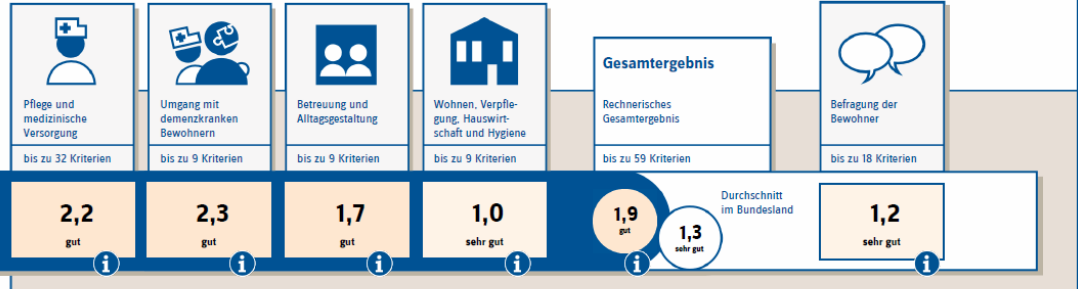 Pflege und
medizinische
Versorgung
bis zu 32 Kriterien
2,2
gut
Umgang mit
demenzkranken
Bewohnern
bis zu 9 Kriterien
2,3
gut
Betreuung und
Alltagsgestaltung
bis zu 9 Kriterien
1,7
gut
Wohnen, Verpfle-
gung, Hauswirt-
schaft und Hygiene
bis zu 9 Kriterien
1,0
sehr gut
Gesamtergebnis
Rechnerisches
Gesamtergebnis
bis zu 59 Kriterien
1,9
gut
1,3
sehr gut
Durchschnitt
im Bundesland
Befragung der
Bewohner
bis zu 18 Kriterien
1,2
sehr gut